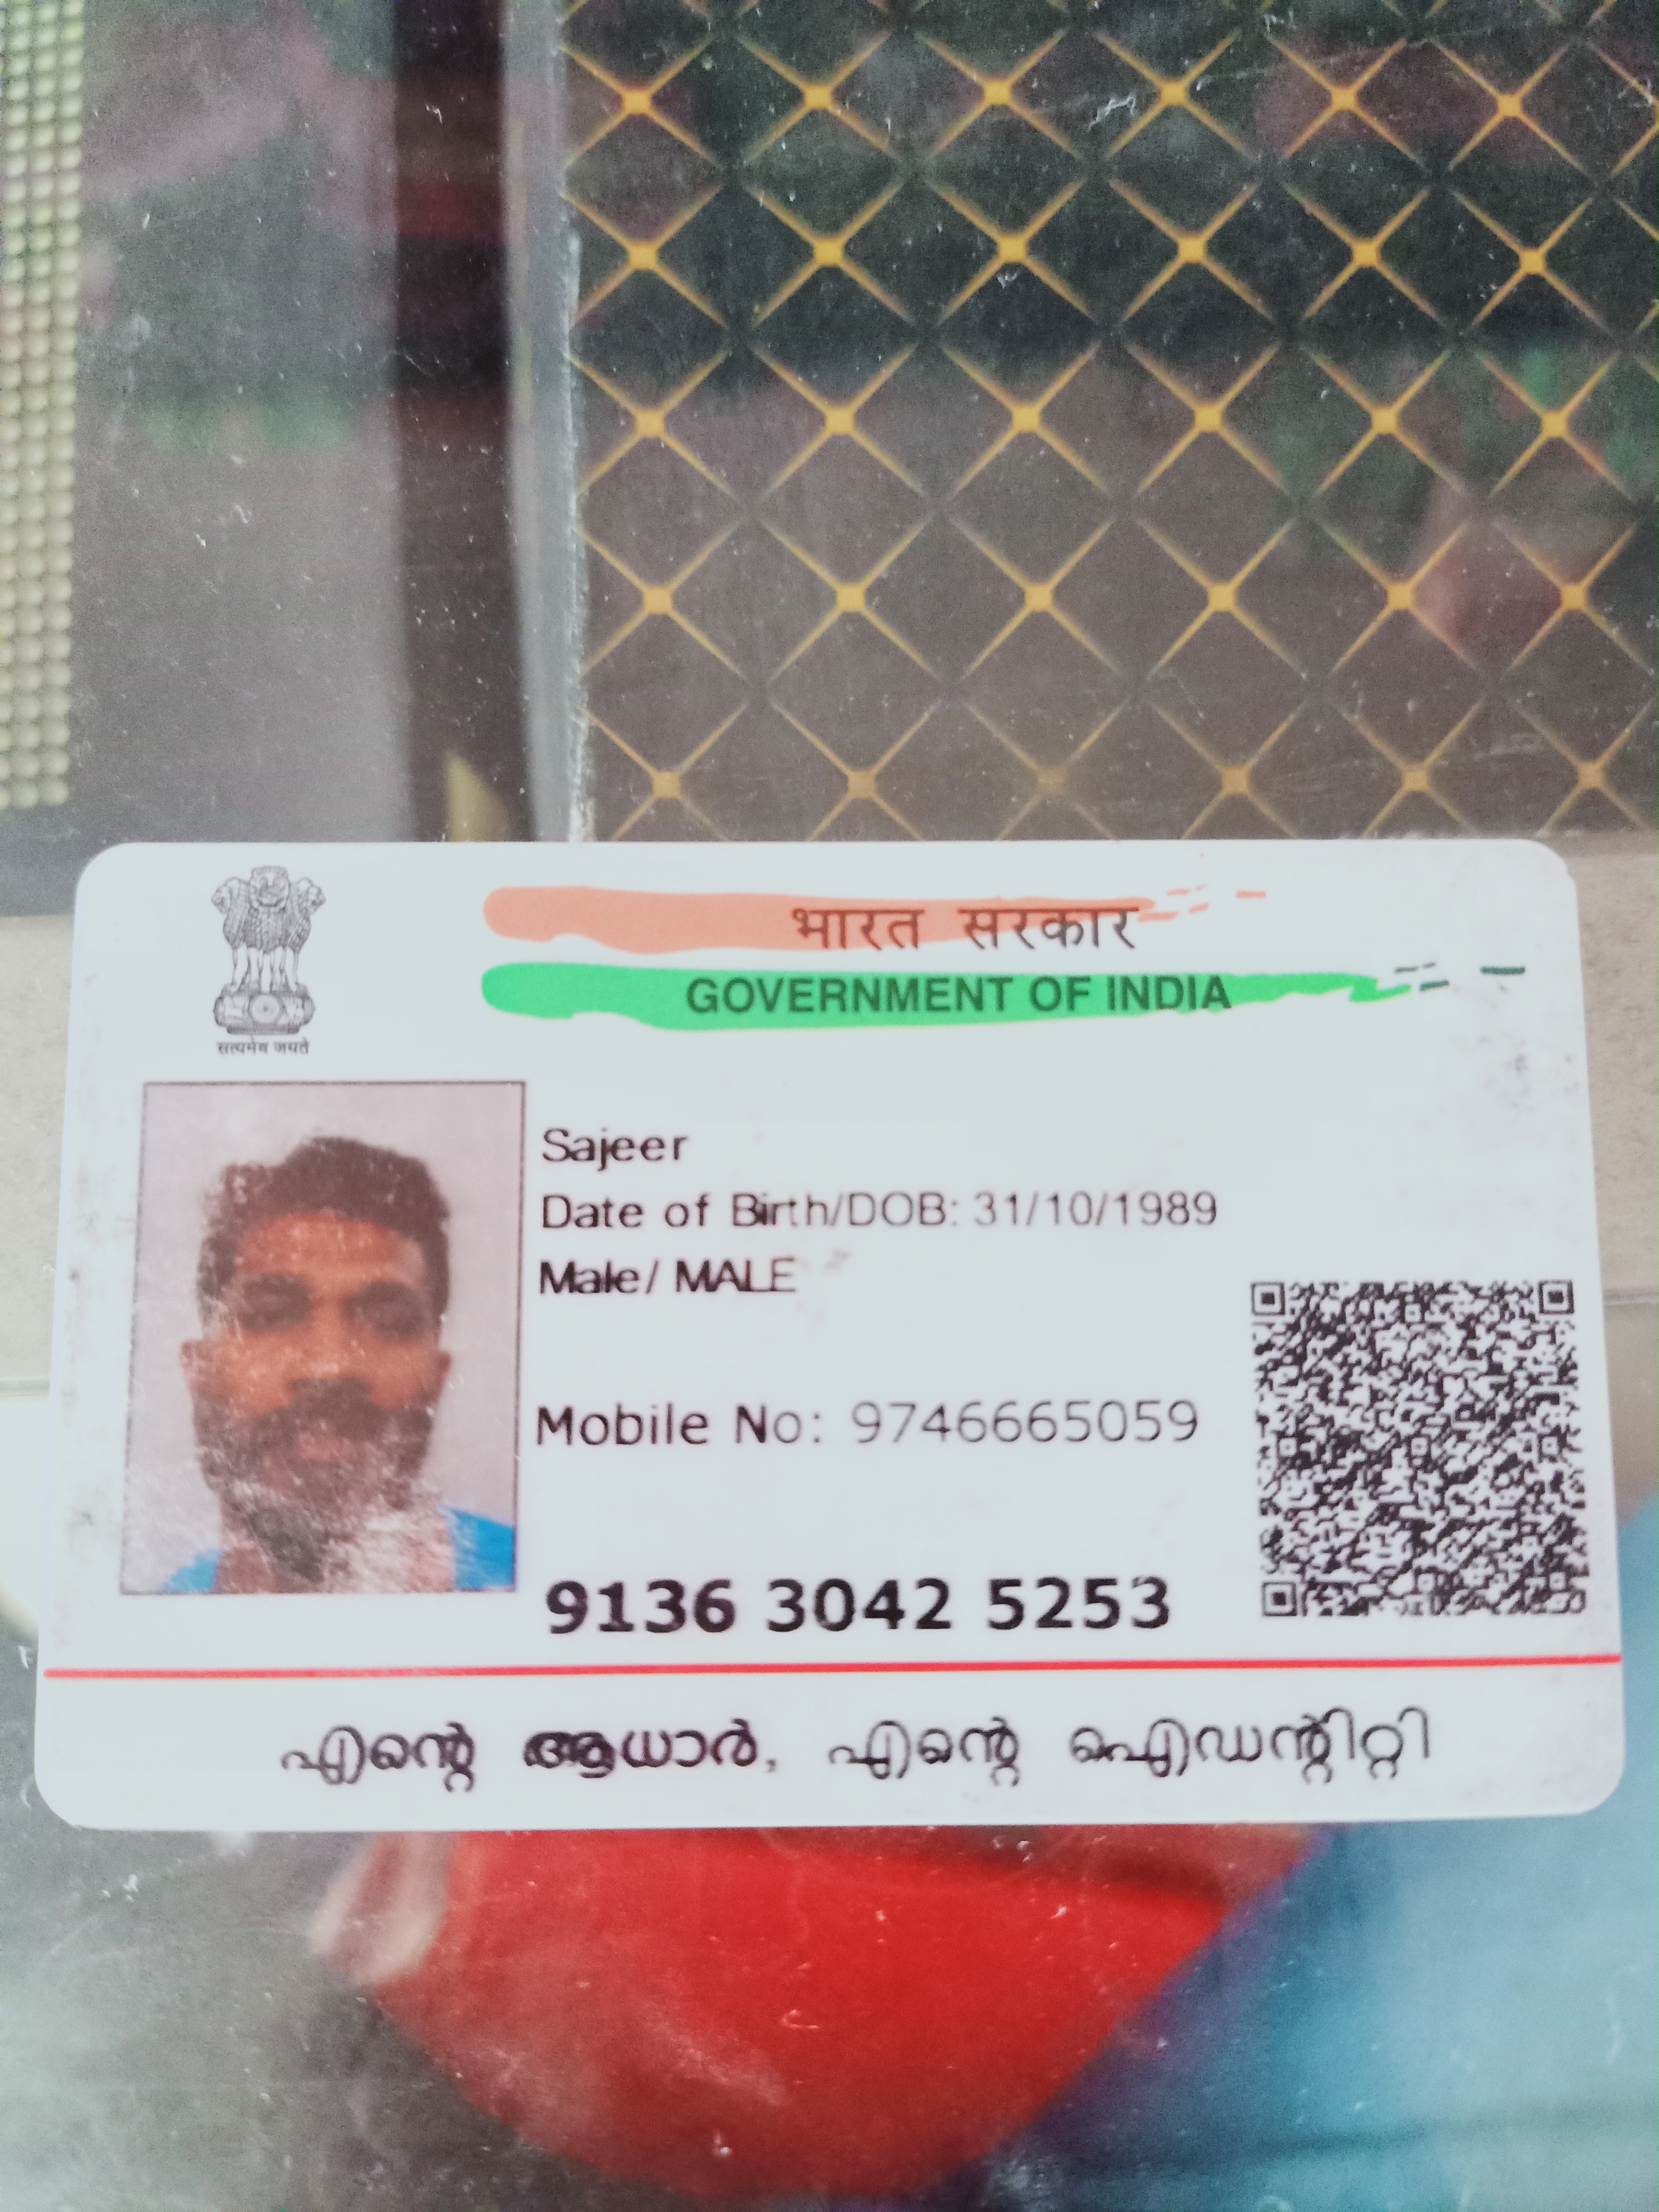 भारत सरकार
GOVERNMENT OF INDIA
सत्यमेव जयते
Sajeer
Date of Birth/DOB: 31/10/1989
Male/ MALE
Mobile No: 9746665059
9136 3042 5253
എന്റെ ആധാർ, എന്റെ ഐഡന്റിറ്റി